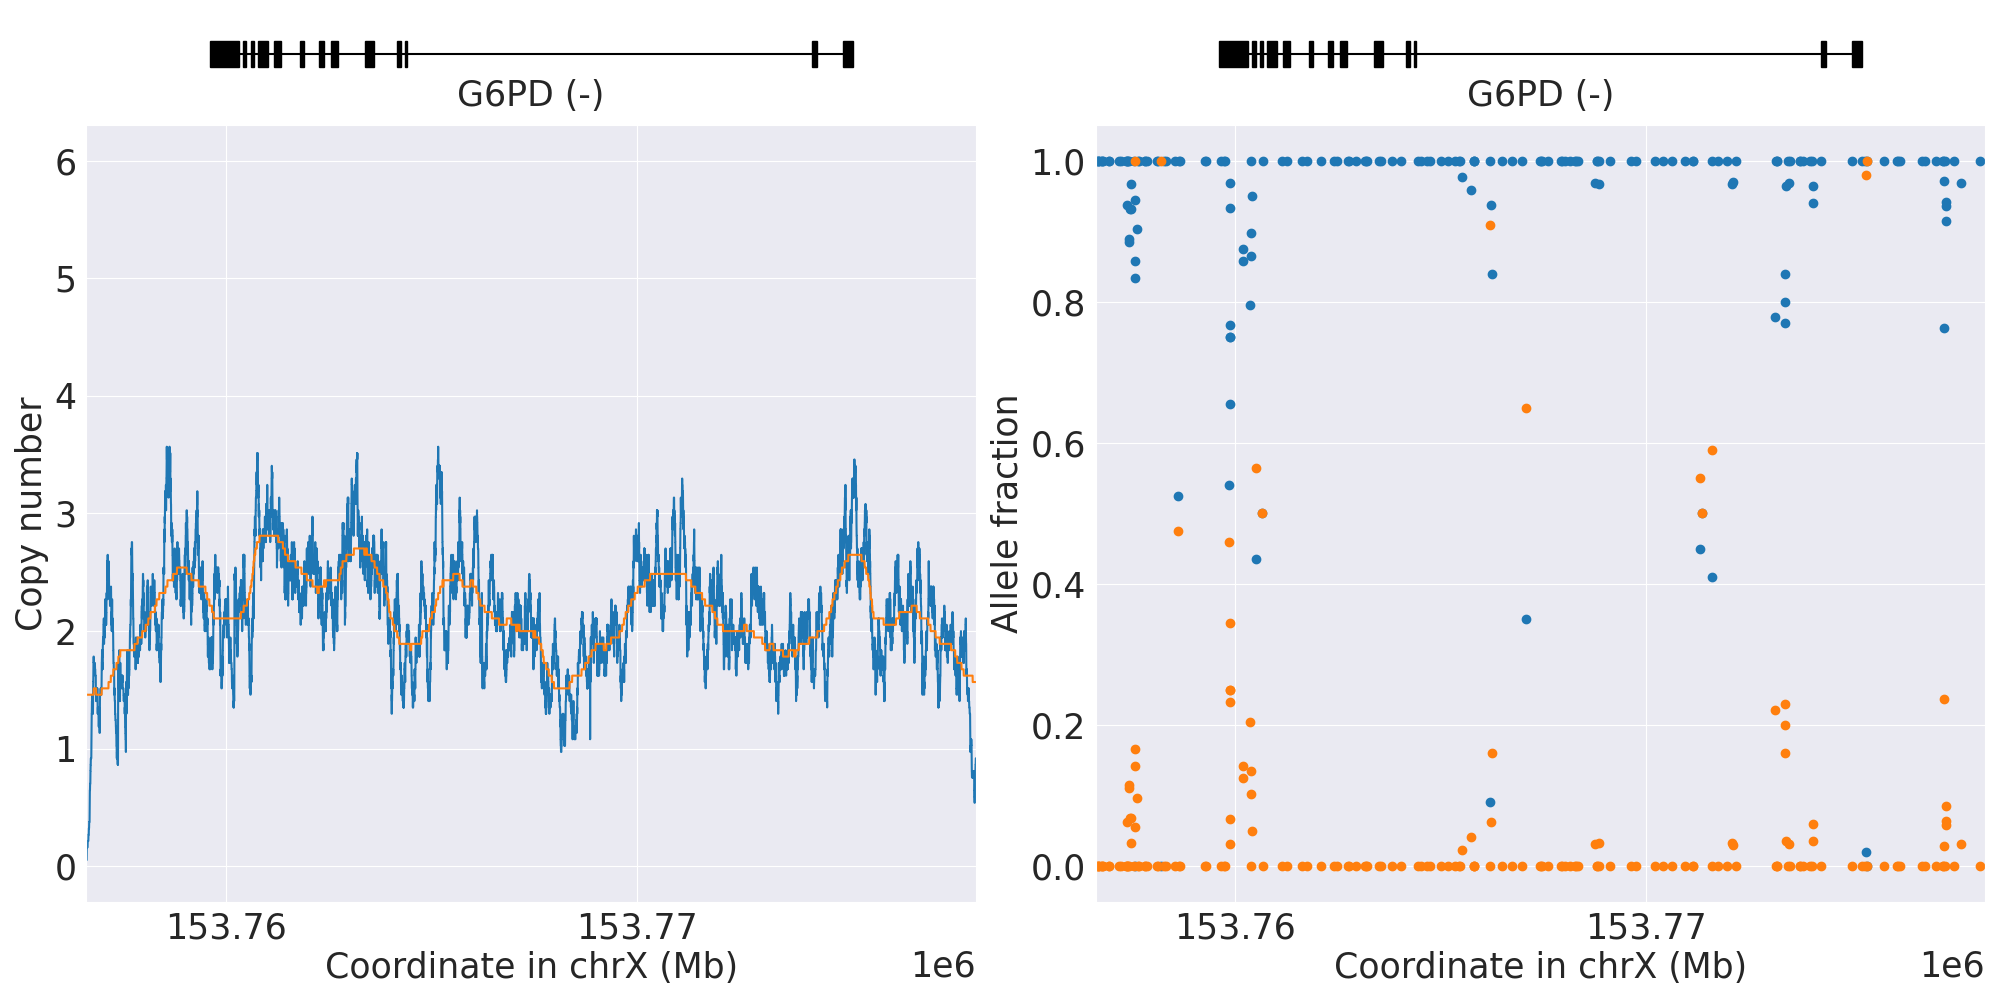 G6PD (-)
6
5
4
3
2
1
0
Copy number
153.76
153.77
Coordinate in chrX (Mb)
1e6
G6PD (-)
1.0
0.8
0.6
0.4
0.2
0.0
Allele fraction
153.76
153.77
Coordinate in chrX (Mb)
1e6